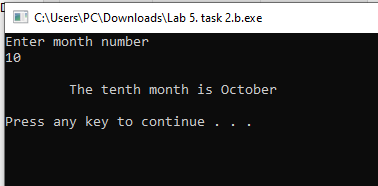 C:\Users\PC\Downloads\Lab 5. task 2.b.exe
Enter month number
10
The tenth month is October
Press any key to continue . . .